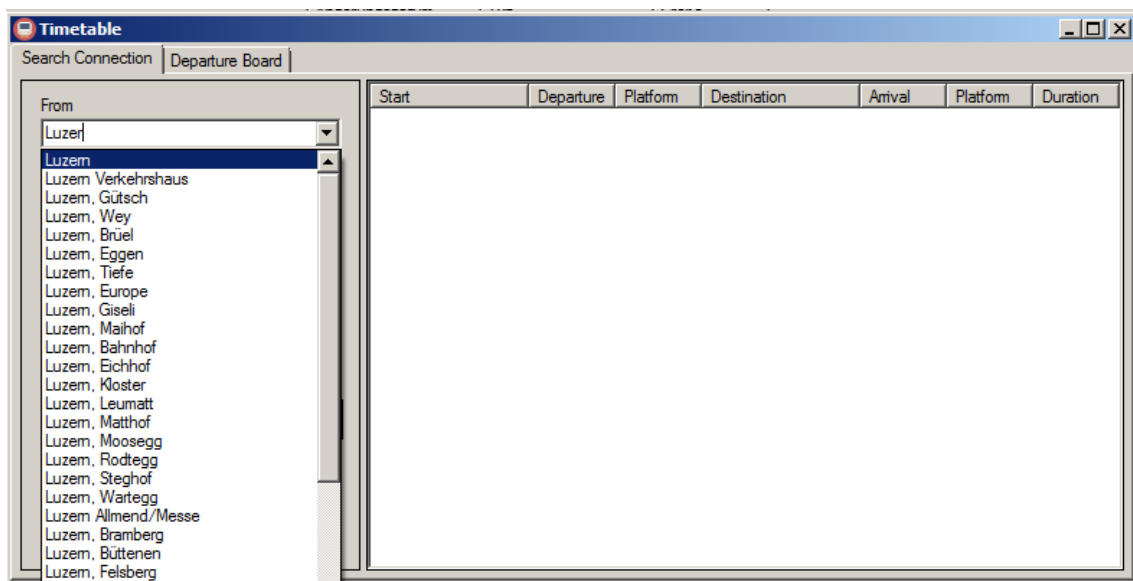 Timetable
Search Connection Departure Board
From
Start Departure Platform Destination Arrival Platform Duration
Luzer
Luzern
Luzern Verkehrshaus
Luzern, Gütsch
Luzern, Wey
Luzern, Brüel
Luzern, Eggen
Luzern, Tiefe
Luzern, Europe
Luzern, Giseli
Luzern, Maihof
Luzern, Bahnhof
Luzern, Eichhof
Luzern, Kloster
Luzern, Leumatt
Luzern, Matthof
Luzern, Moosegg
Luzern, Rodtegg
Luzern, Steghof
Luzern, Wartegg
Luzern Allmend/Messe
Luzern, Bramberg
Luzern, Büttenen
Luzern, Felsberg